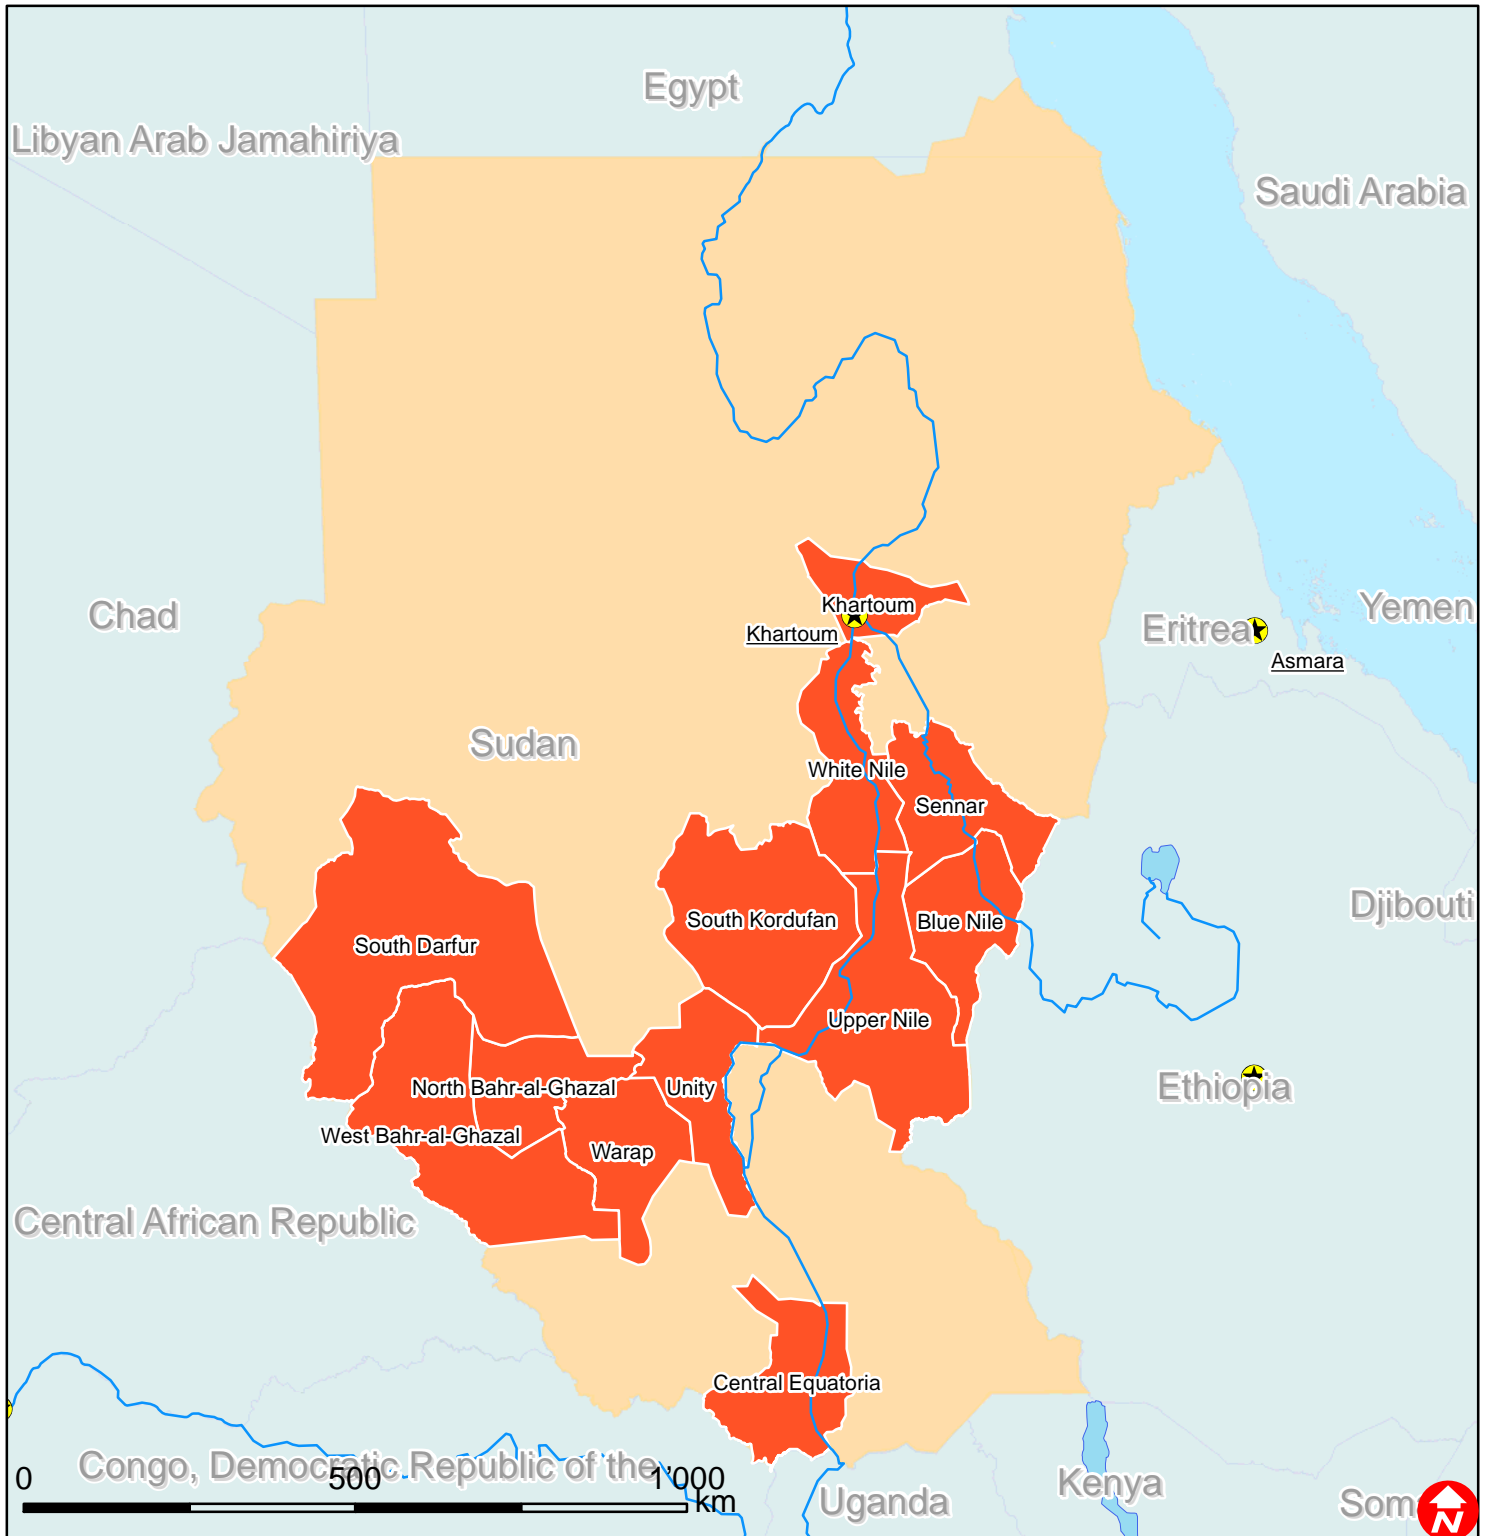 Egypt
Libyan Arab Jamahiriya
Saudi Arabia
Khartoum
Khartoum
Chad
Yemen
Eritrea
Asmara
Sudan
White Nile
Sennar
Djibouti
South Kordufan
Blue Nile
South Darfur
Upper Nile
North Bahr-al-Ghazal
Unity
Ethiopia
West Bahr-al-Ghazal
Warap
Central African Republic
Central Equatoria
Congo, Democratic Republic of the
0 500 1'000
km
Kenya
Uganda
Som
N